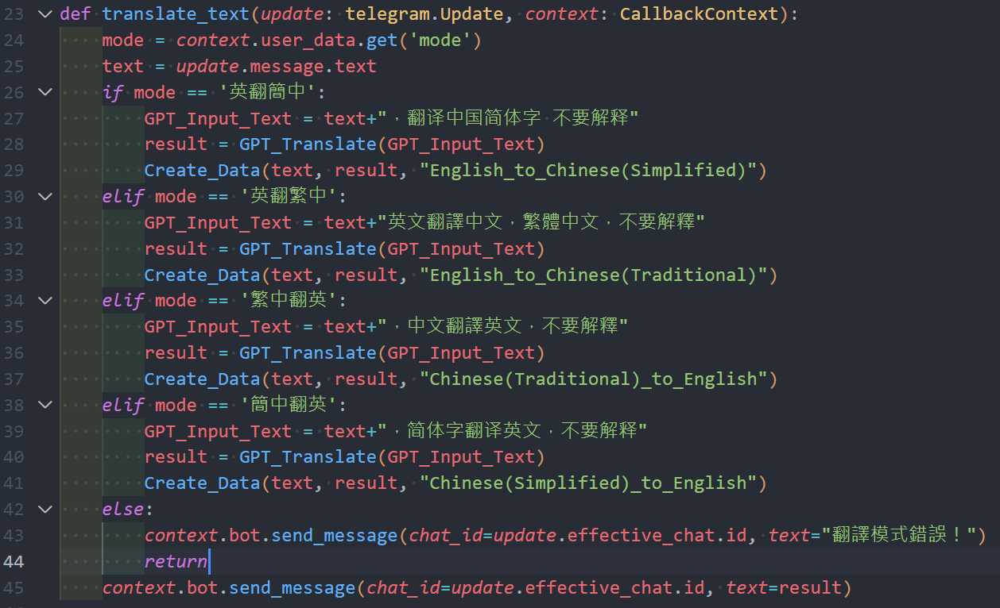 23 def translate_text(update: telegram.Update, context: CallbackContext):
24     mode = context.user_data.get('mode')
25     text = update.message.text
26     if mode == '英翻簡中':
27         GPT_Input_Text = text+"，翻译中国简体字 不要解释"
28         result = GPT_Translate(GPT_Input_Text)
29         Create_Data(text, result, "English_to_Chinese(Simplified)")
30     elif mode == '英翻繁中':
31         GPT_Input_Text = text+"英文翻譯中文，繁體中文，不要解釋"
32         result = GPT_Translate(GPT_Input_Text)
33         Create_Data(text, result, "English_to_Chinese(Traditional)")
34     elif mode == '繁中翻英':
35         GPT_Input_Text = text+"，中文翻譯英文，不要解釋"
36         result = GPT_Translate(GPT_Input_Text)
37         Create_Data(text, result, "Chinese(Traditional)_to_English")
38     elif mode == '簡中翻英':
39         GPT_Input_Text = text+"，简体字翻译英文，不要解释"
40         result = GPT_Translate(GPT_Input_Text)
41         Create_Data(text, result, "Chinese(Simplified)_to_English")
42     else:
43         context.bot.send_message(chat_id=update.effective_chat.id, text="翻譯模式錯誤！")
44         return
45     context.bot.send_message(chat_id=update.effective_chat.id, text=result)